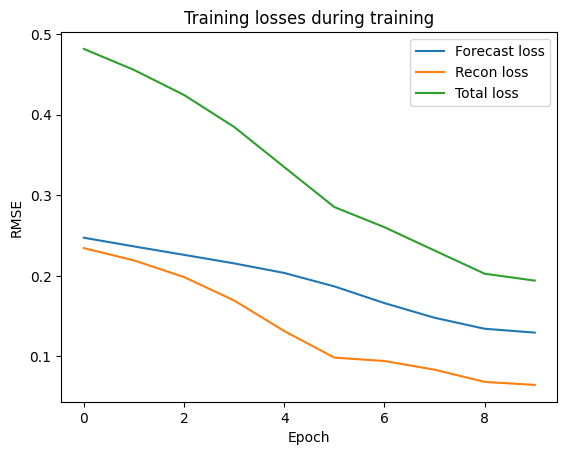 Training losses during training
0.5
0.4
0.3
0.2
0.1
RMSE
Forecast loss
Recon loss
Total loss
0 2 4 6 8
Epoch